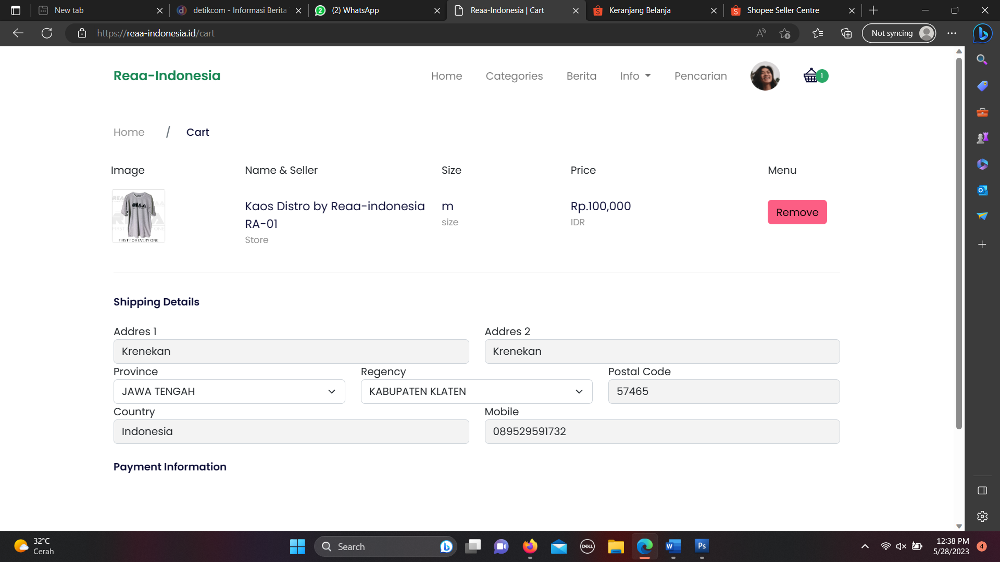 New tab
detikcom - Informasi Berita
(2) WhatsApp
Reaa-Indonesia | Cart
Keranjang Belanja
Shopee Seller Centre
https://reaa-indonesia.id/cart
Not syncing
Reaa-Indonesia
Home
Categories
Berita
Info
Pencarian
1
Home / Cart
Image
Name & Seller
Size
Price
Menu
REAA
FIRST FOR EVERY ONE
Kaos Distro by Reaa-indonesia
RA-01
Store
m
size
Rp.100,000
IDR
Remove
Shipping Details
Addres 1
Addres 2
Krenekan
Krenekan
Province
Regency
Postal Code
JAWA TENGAH
KABUPATEN KLATEN
57465
Country
Mobile
Indonesia
089529591732
Payment Information
32°C
Cerah
Search
DELL
W
Ps
12:38 PM
5/28/2023
4